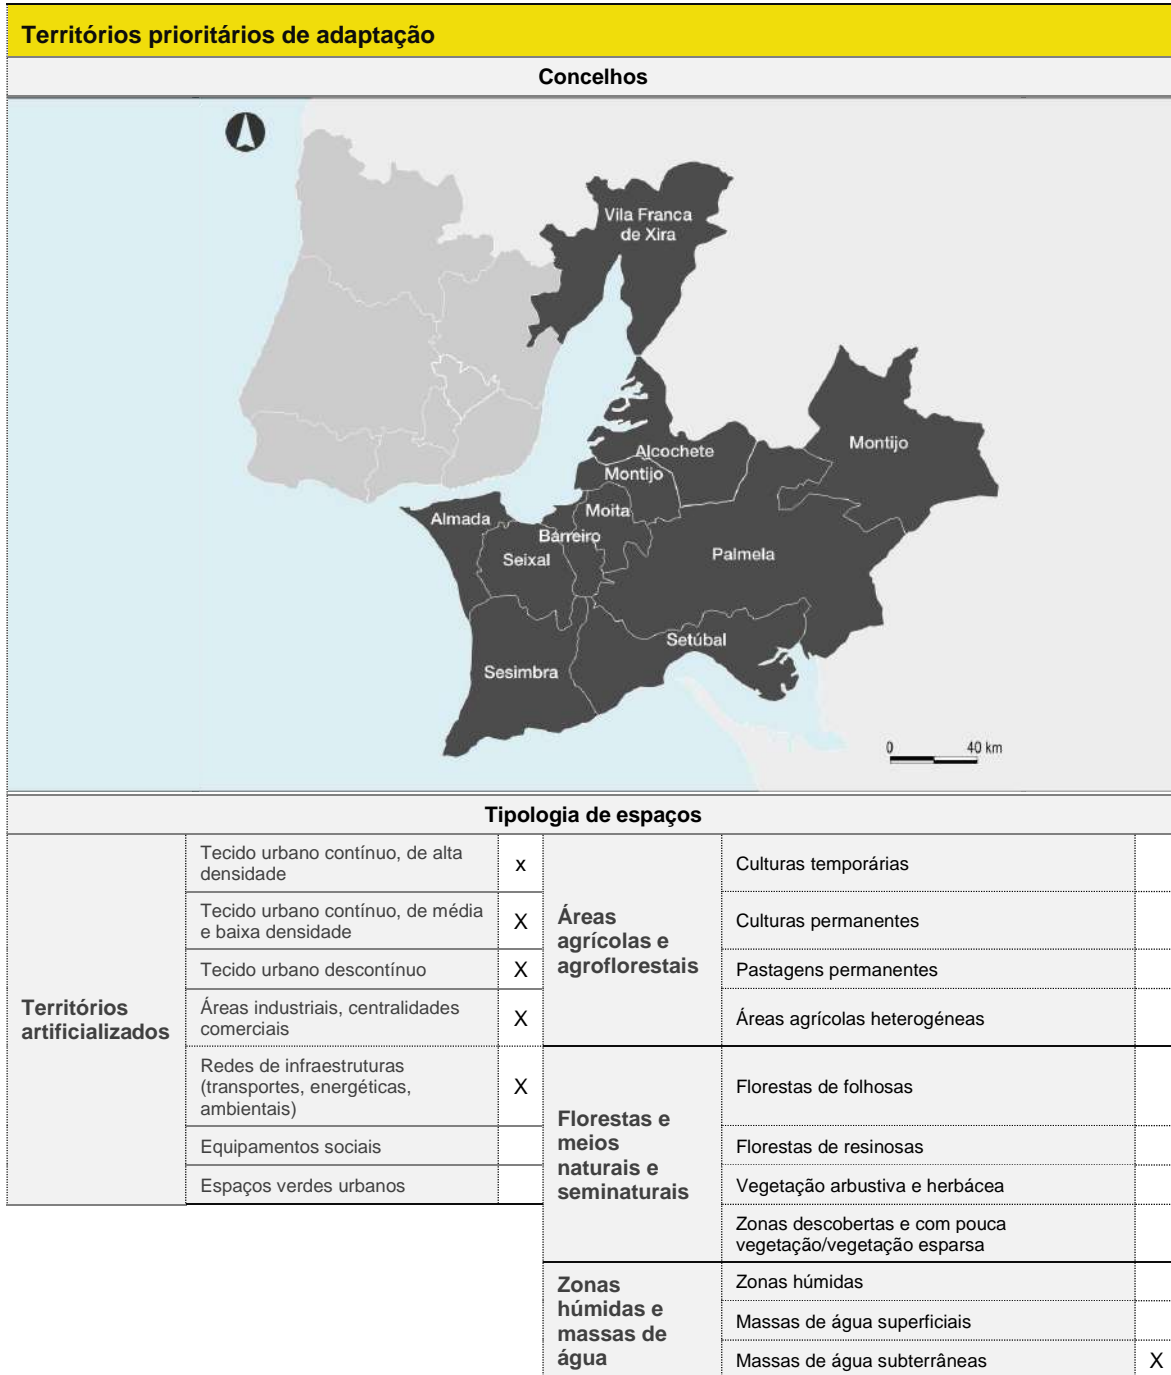 Territórios prioritários de adaptação
Concelhos
Vila Franca
de Xira
Montijo
Alcochete
Montijo
Moita
Almada
Barreiro
Seixal
Palmela
Setúbal
Sesimbra
0 40 km
Tipologia de espaços
Territórios
artificializados
Tecido urbano contínuo, de alta
densidade
x
Tecido urbano contínuo, de média
e baixa densidade
X
Tecido urbano descontínuo
X
Áreas industriais, centralidades
comerciais
X
Redes de infraestruturas
(transportes, energéticas,
ambientais)
X
Equipamentos sociais
Espaços verdes urbanos
Áreas
agrícolas e
agroflorestais
Culturas temporárias
Culturas permanentes
Pastagens permanentes
Áreas agrícolas heterogéneas
Florestas e
meios
naturais e
seminaturais
Florestas de folhosas
Florestas de resinosas
Vegetação arbustiva e herbácea
Zonas descobertas e com pouca
vegetação/vegetação esparsa
Zonas
húmidas e
massas de
água
Zonas húmidas
Massas de água superficiais
Massas de água subterrâneas
X